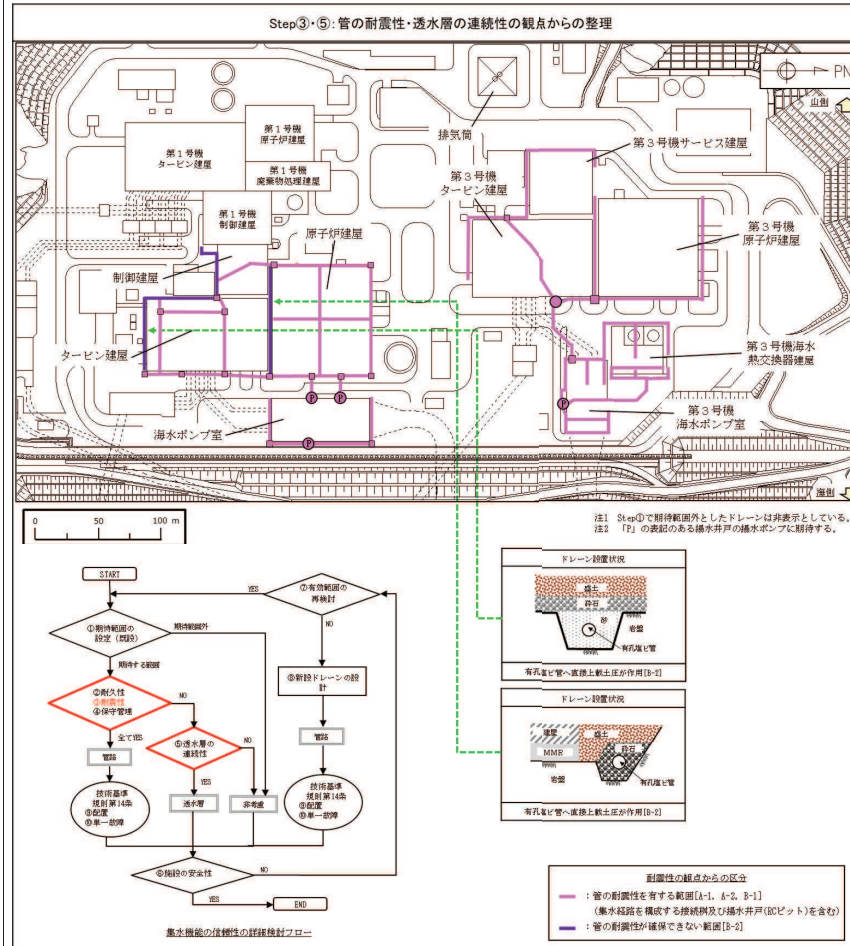 Step③・⑤:管の耐震性・透水層の連続性の観点からの整理
PN
山側
排気筒
第1号機
原子炉建屋
第1号機
タービン建屋
第1号機
廃棄物処理建屋
第1号機
制御建屋
原子炉建屋
制御建屋
タービン建屋
海水ポンプ室
第3号機サービス建屋
第3号機
タービン建屋
第3号機
原子炉建屋
第3号機海水
熱交換器建屋
第3号機
海水ポンプ室
P
P
P
P
海側
0 50 100 m
注1 Step①で期待範囲外としたドレーンは非表示としている。
注2 「P」の表記のある揚水井戸の揚水ポンプに期待する。
START
①期待範囲の
設定(既設)
期待範囲外
期待する範囲
②耐久性
③耐震性
④保守管理
NO
全てYES
管路
⑤透水層の
連続性
NO
YES
透水層
非考慮
技術基準
規則第14条
⑨配置
⑩単一故障
⑥施設の安全性
NO
YES
END
YES
⑦有効範囲の
再検討
NO
⑧新設ドレーンの設
計
管路
技術基準
規則第14条
⑨配置
⑩単一故障
集水機能の信頼性の詳細検討フロー
ドレーン設置状況
盛土
砕石
砂
岩盤
有孔塩ビ管
有孔塩ビ管へ直接上載土圧が作用[B-2]
ドレーン設置状況
建屋
盛土
MMR
砕石
岩盤
有孔塩ビ管
有孔塩ビ管へ直接上載土圧が作用[B-2]
耐震性の観点からの区分
:管の耐震性を有する範囲[A-1, A-2, B-1]
(集水経路を構成する接続桝及び揚水井戸(RCピット)を含む)
:管の耐震性が確保できない範囲[B-2]